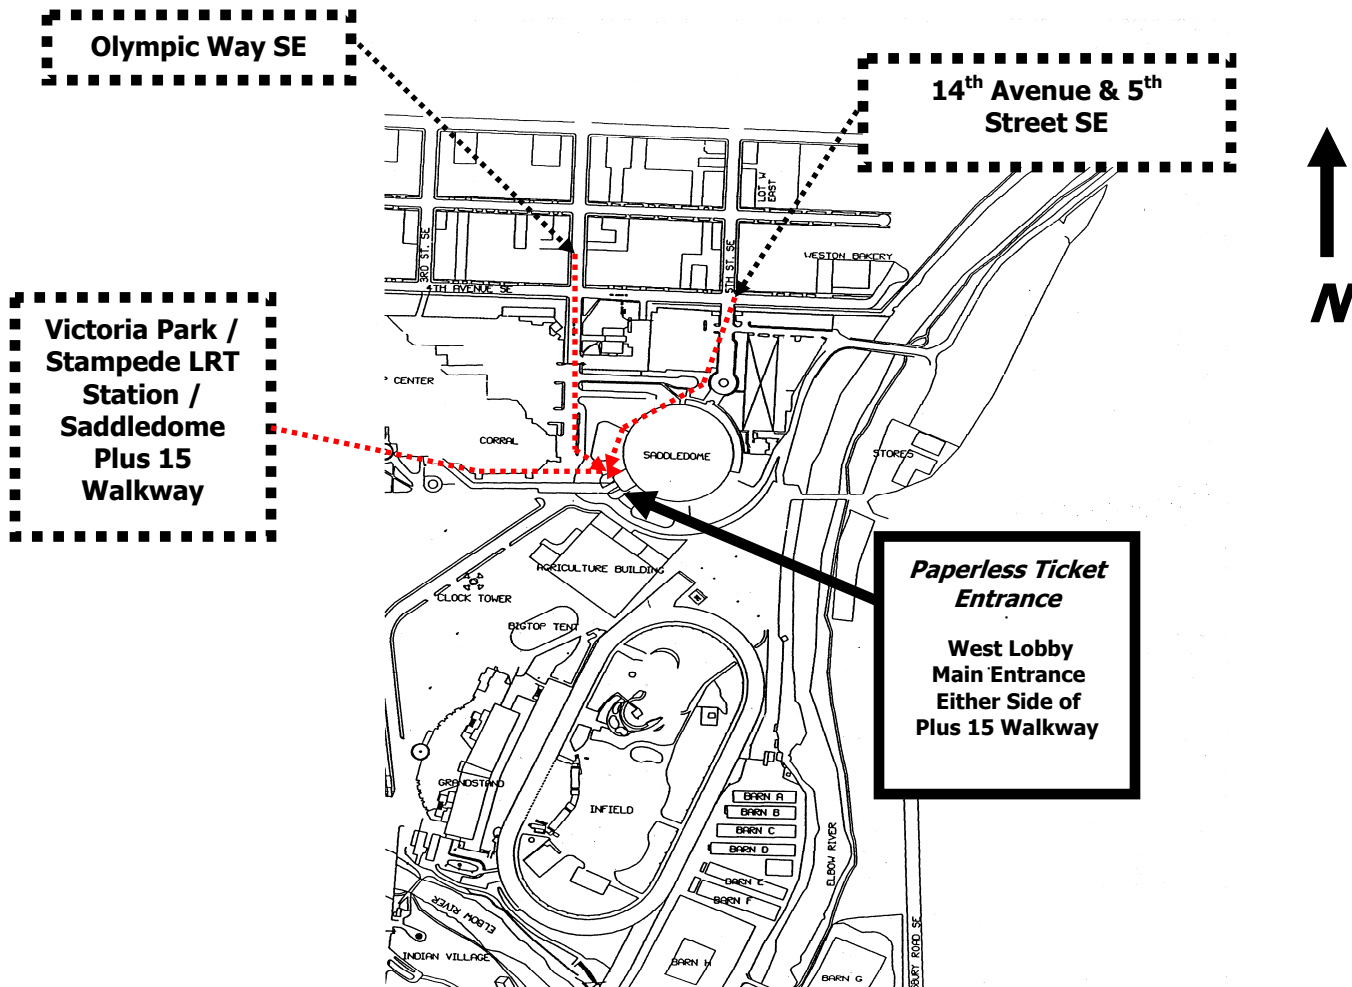 Olympic Way SE
14th Avenue & 5th
Street SE
N
LOT W
EAST
3RD ST. SE
5TH ST. SE
WESTON BAKERY
4TH AVENUE SE
Victoria Park /
Stampede LRT
Station /
Saddledome
Plus 15
Walkway
P CENTER
CORRAL
SADDLEDOME
STORES
AGRICULTURE BUILDING
CLOCK TOWER
BIGTOP TENT
Paperless Ticket
Entrance
West Lobby
Main Entrance
Either Side of
Plus 15 Walkway
GRANDSTAND
INFIELD
BARN A
BARN B
BARN C
BARN D
BARN E
BARN F
ELBOW RIVER
ELBOW RIVER
INDIAN VILLAGE
BARN H
BARN G
BURY ROAD SE